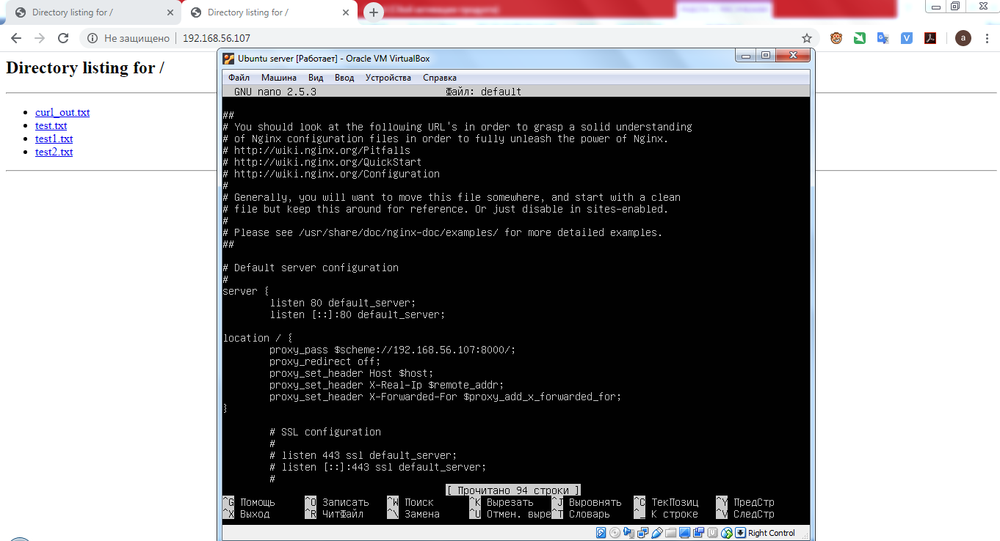 Directory listing for /
Directory listing for /
Не защищено
192.168.56.107
V
a
Directory listing for /
curl_out.txt
test.txt
test1.txt
test2.txt
Ubuntu server [Работает] - Oracle VM VirtualBox
Файл Машина Вид Ввод Устройства Справка
GNU nano 2.5.3 Файл: default
##
# You should look at the following URL's in order to grasp a solid understanding
# of Nginx configuration files in order to fully unleash the power of Nginx.
# http://wiki.nginx.org/Pitfalls
# http://wiki.nginx.org/QuickStart
# http://wiki.nginx.org/Configuration
#
# Generally, you will want to move this file somewhere, and start with a clean
# file but keep this around for reference. Or just disable in sites-enabled.
#
# Please see /usr/share/doc/nginx-doc/examples/ for more detailed examples.
##
# Default server configuration
#
server {
listen 80 default_server;
listen [::]:80 default_server;
location / {
proxy_pass $scheme://192.168.56.107:8000/;
proxy_redirect off;
proxy_set_header Host $host;
proxy_set_header X-Real-Ip $remote_addr;
proxy_set_header X-Forwarded-For $proxy_add_x_forwarded_for;
}
# SSL configuration
#
# listen 443 ssl default_server;
# listen [::]:443 ssl default_server;
#
[ Прочитано 94 строки ]
^G Помощь ^O Записать ^W Поиск ^K Вырезать ^J Выровнять ^C ТекПозиц ^Y ПредСтр
^X Выход ^R ЧитФайл ^\ Замена ^U Отмен. выре ^T Словарь ^_ К строке ^V СледСтр
Right Control